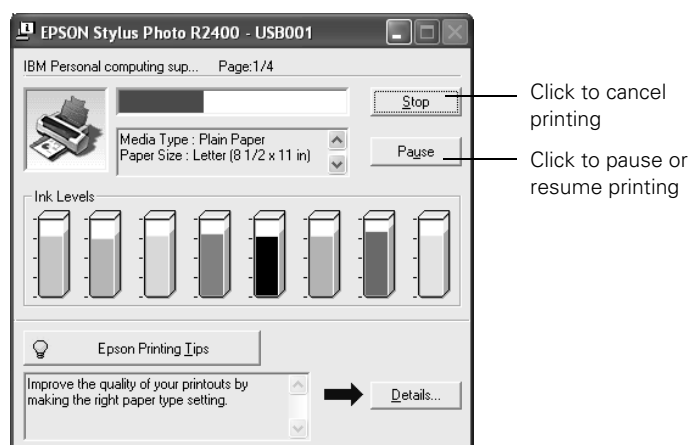 EPSON Stylus Photo R2400 - USB001
IBM Personal computing sup... Page:1/4
Stop
Click to cancel
printing
Media Type : Plain Paper
Paper Size : Letter (8 1/2 x 11 in)
Pause
Click to pause or
resume printing
Ink Levels
Epson Printing Tips
Improve the quality of your printouts by
making the right paper type setting.
Details...